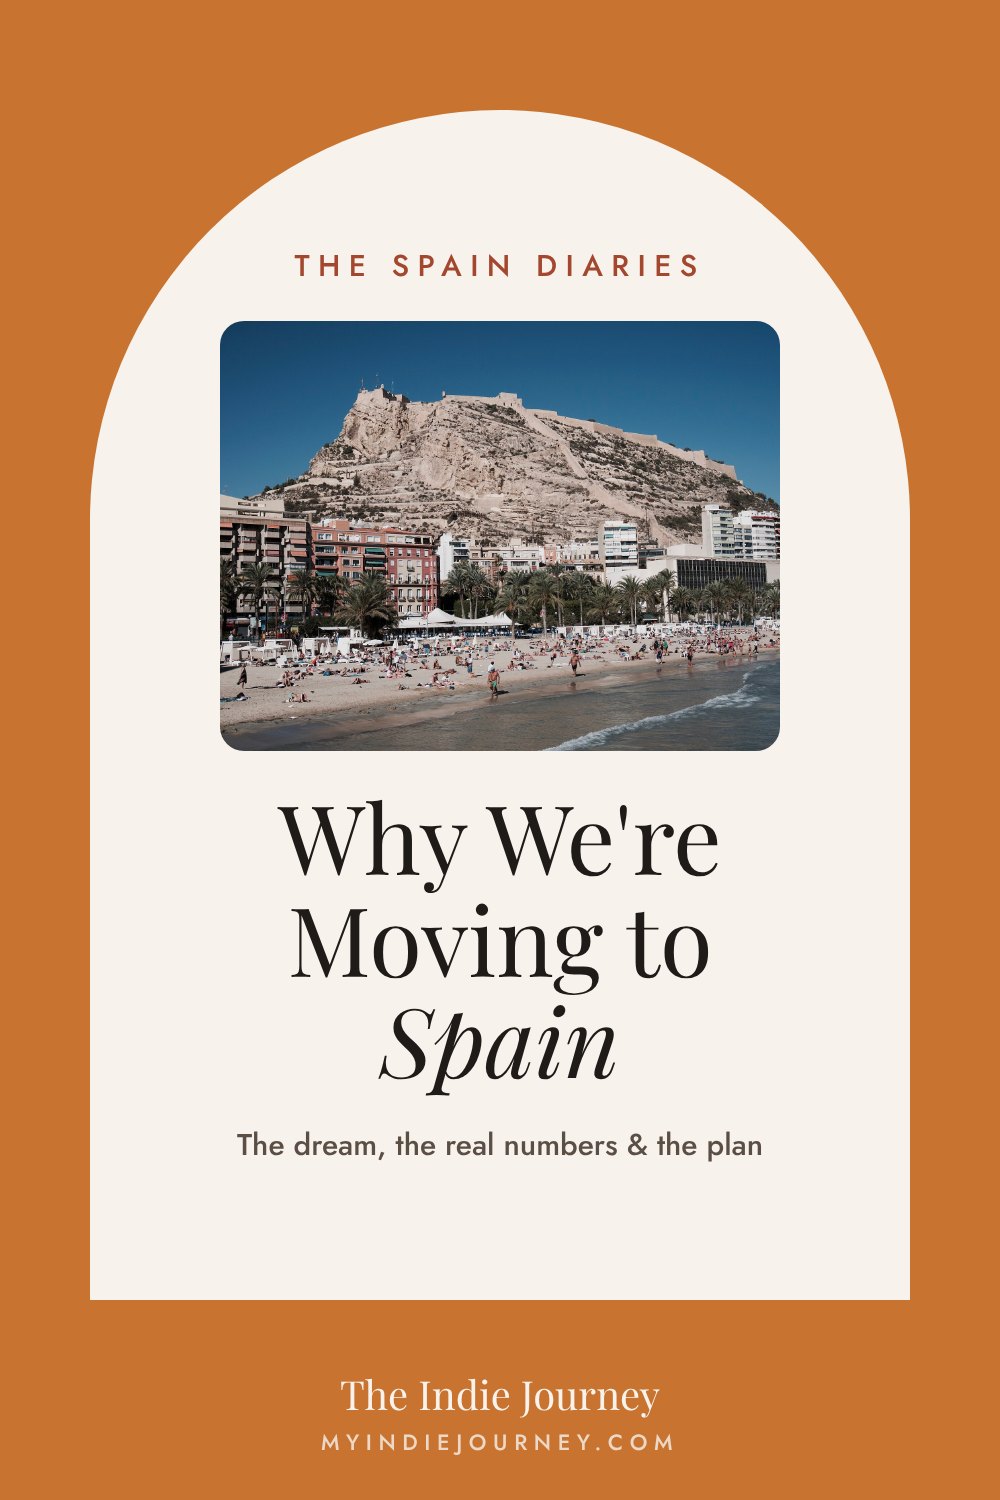 THE SPAIN DIARIES
Why We're
Moving to
Spain
The dream, the real numbers & the plan
The Indie Journey
MYINDIEJOURNEY.COM